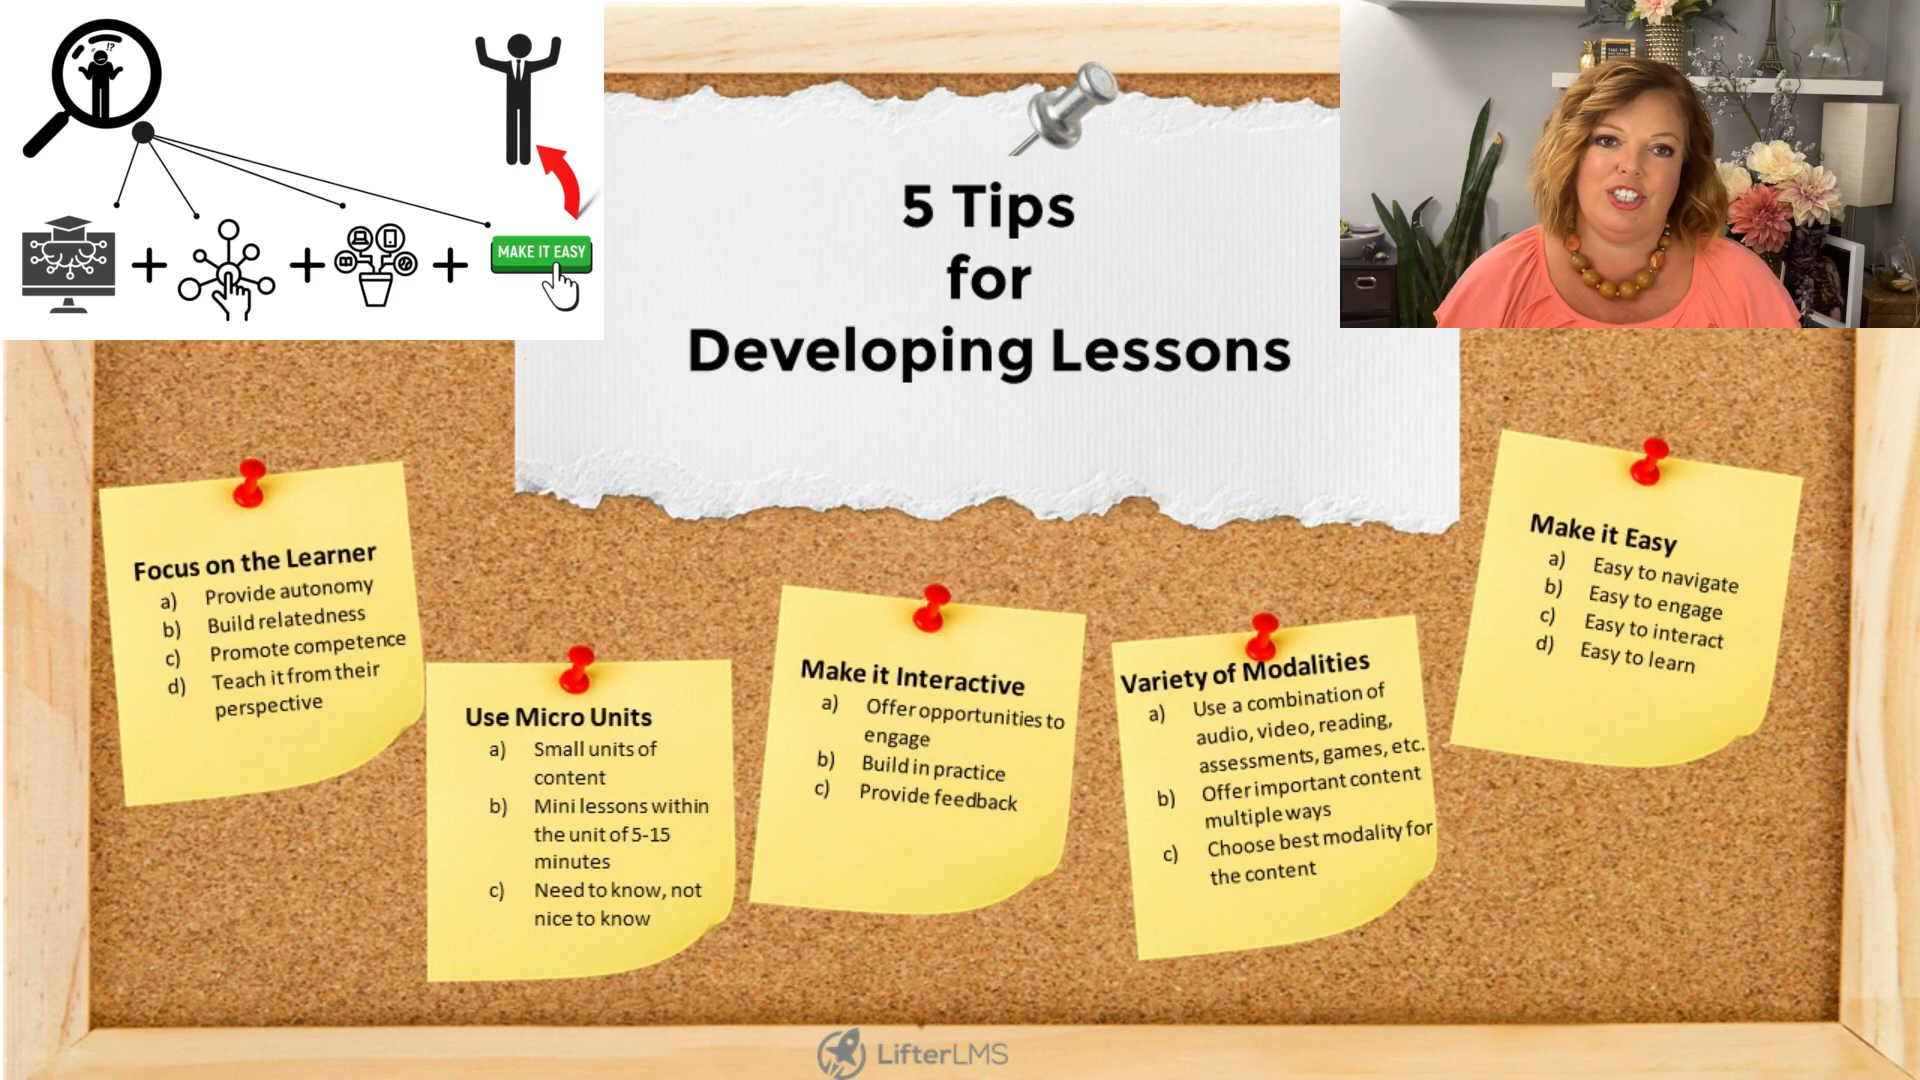 !?
MAKE IT EASY
5 Tips
for
Developing Lessons
Focus on the Learner
a) Provide autonomy
b) Build relatedness
c) Promote competence
d) Teach it from their
perspective
Use Micro Units
a) Small units of
content
b) Mini lessons within
the unit of 5-15
minutes
c) Need to know, not
nice to know
Make it Interactive
a) Offer opportunities to
engage
b) Build in practice
c) Provide feedback
Variety of Modalities
a) Use a combination of
audio, video, reading,
assessments, games, etc.
b) Offer important content
multiple ways
c) Choose best modality for
the content
Make it Easy
a) Easy to navigate
b) Easy to engage
c) Easy to interact
d) Easy to learn
LifterLMS